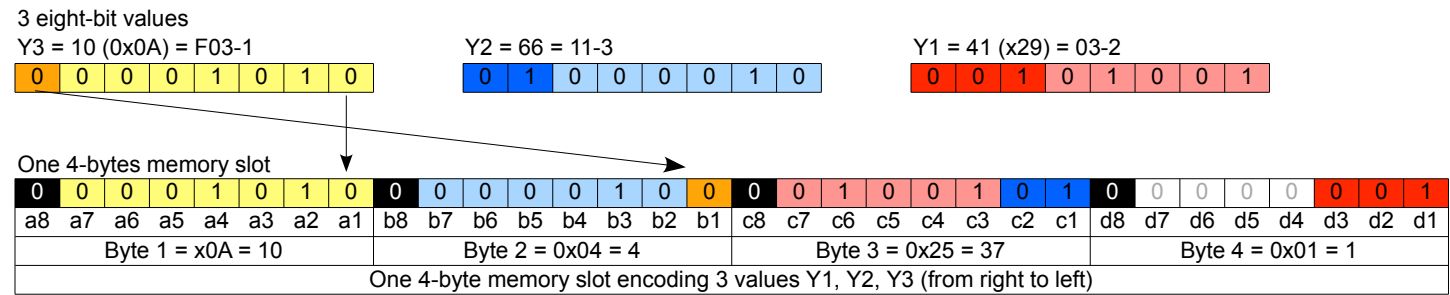 3 eight-bit values
Y3 = 10 (0x0A) = F03-1 Y2 = 66 = 11-3 Y1 = 41 (x29) = 03-2
0 0 0 0 1 0 1 0 0 1 0 0 0 0 1 0 0 0 1 0 1 0 0 1
One 4-bytes memory slot
0 0 0 0 1 0 1 0 0 0 0 0 0 1 0 0 0 0 1 0 0 1 0 1 0 0 0 0 0 0 0 1
a8 a7 a6 a5 a4 a3 a2 a1 b8 b7 b6 b5 b4 b3 b2 b1 c8 c7 c6 c5 c4 c3 c2 c1 d8 d7 d6 d5 d4 d3 d2 d1
Byte 1 = x0A = 10 Byte 2 = 0x04 = 4 Byte 3 = 0x25 = 37 Byte 4 = 0x01 = 1
One 4-byte memory slot encoding 3 values Y1, Y2, Y3 (from right to left)